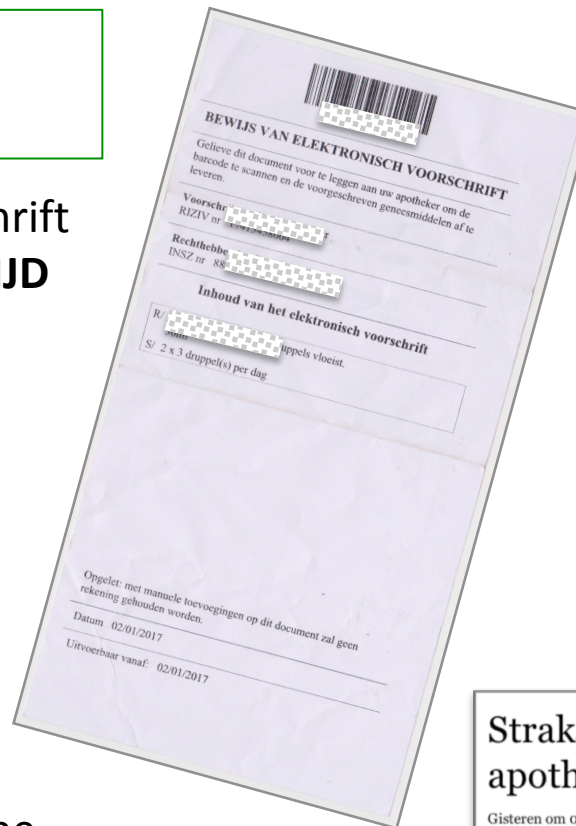 BEWIJS VAN ELEKTRONISCH VOORSCHRIFT
Gelieve dit document voor te leggen aan uw apotheker om de
barcode te scannen en de voorgeschreven geneesmiddelen af te
leveren.
Voorschr
RIZIV nr
Rechthebbe
INSZ nr 88
Inhoud van het elektronisch voorschrift
R/
uppels vloeist.
S/ 2 x 3 druppel(s) per dag
Opgelet: met manuele toevoegingen op dit document zal geen
rekening gehouden worden.
Datum 02/01/2017
Uitvoerbaar vanaf: 02/01/2017
hrift
IJD
Strak
apoth
Gisteren om o